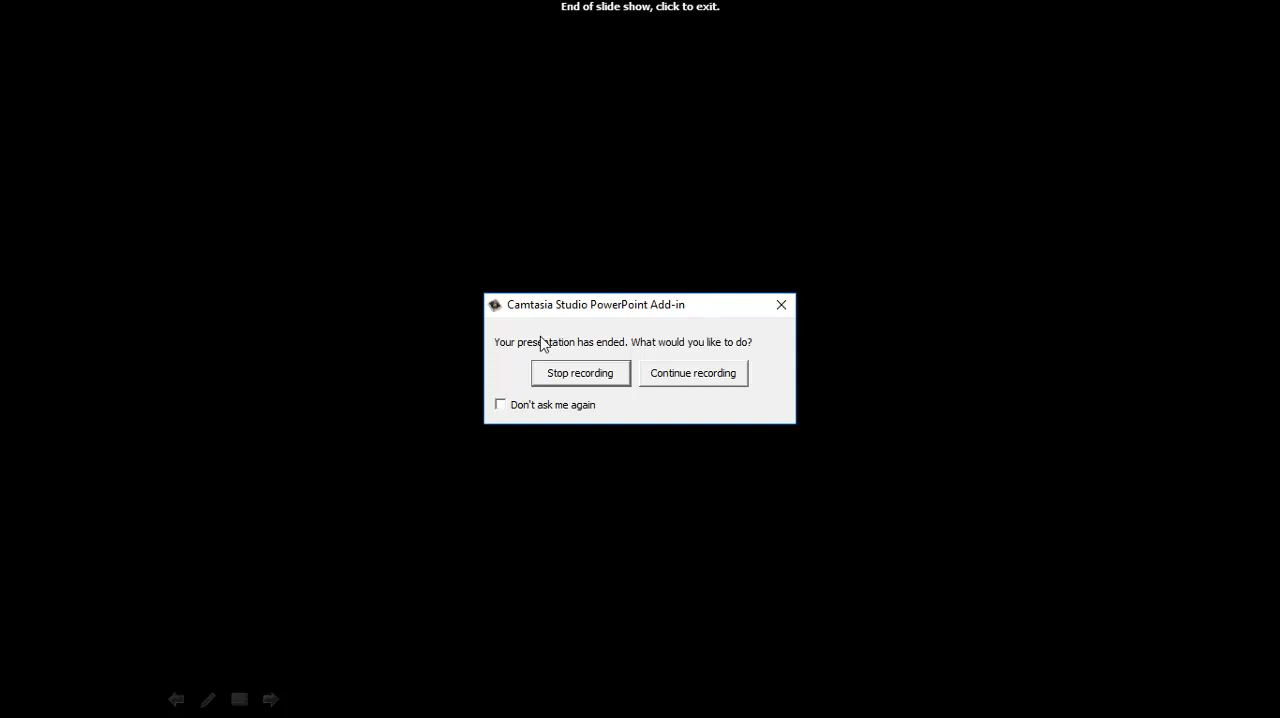 End of slide show, click to exit.
Camtasia Studio PowerPoint Add-in
Your presentation has ended. What would you like to do?
Stop recording
Continue recording
Don't ask me again